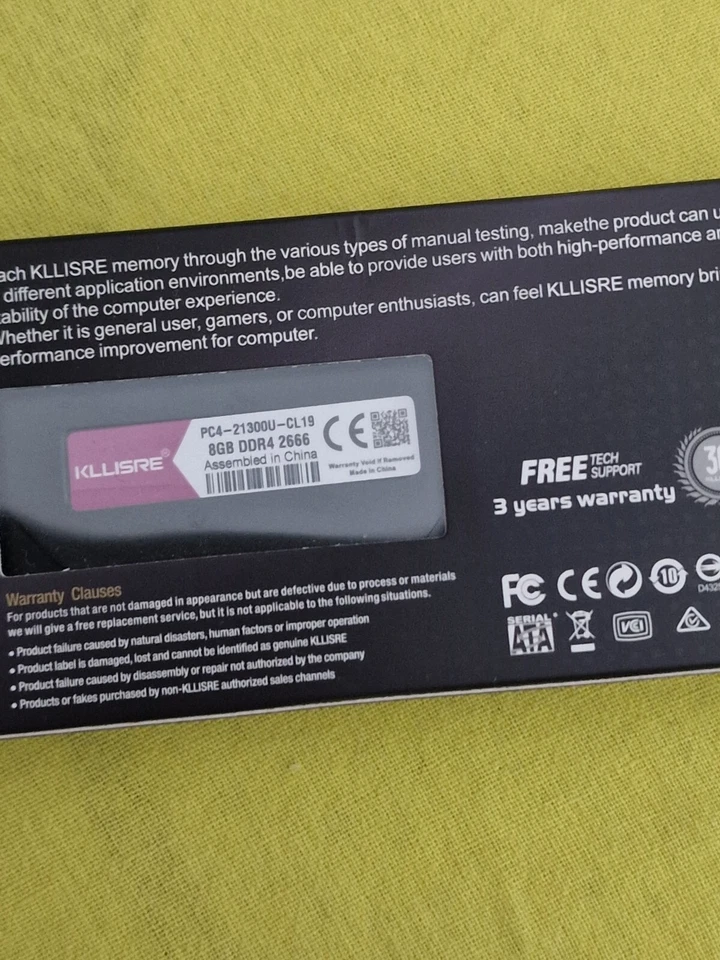 ach KLLISRE memory through the various types of manual testing, makethe product can u
different application environments,be able to provide users with both high-performance a
ability of the computer experience.
Whether it is general user, gamers, or computer enthusiasts, can feel KLLISRE memory bri
erformance improvement for computer.
KLLISRE®
PC4-21300U-CL19
8GB DDR4 2666
Assembled in China
CE
Warranty Void If Removed
Made In China
FREE TECH SUPPORT
3 years warranty
30
Warranty Clauses
For products that are not damaged in appearance but are defective due to process or materials
we will give a free replacement service, but it is not applicable to the following situations.
• Product failure caused by natural disasters, human factors or improper operation
• Product label is damaged, lost and cannot be identified as genuine KLLISRE
• Product failure caused by disassembly or repair not authorized by the company
• Products or fakes purchased by non-KLLISRE authorized sales channels
FC CE 10
D432
SERIAL ATA VCI